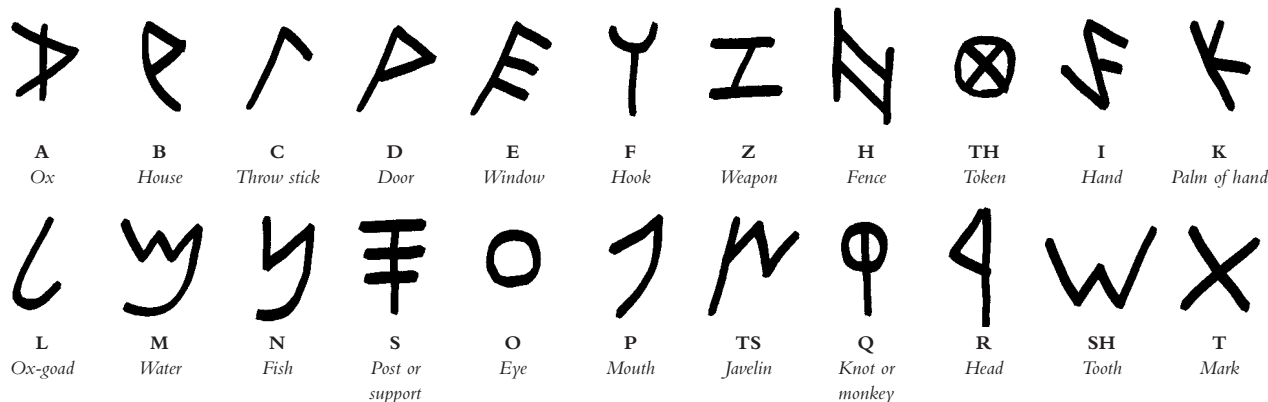 𐤀 𐤁 𐤂 𐤃 𐤄 𐤅 𐤆 𐤇 𐤈 𐤉 𐤊
A B C D E F Z H TH I K
Ox House Throw stick Door Window Hook Weapon Fence Token Hand Palm of hand
𐤋 𐤌 𐤍 𐤎 𐤏 𐤐 𐤑 𐤒 𐤓 𐤔 𐤕
L M N S O P TS Q R SH T
Ox-goad Water Fish Post or Eye Mouth Javelin Knot or Head Tooth Mark
support monkey